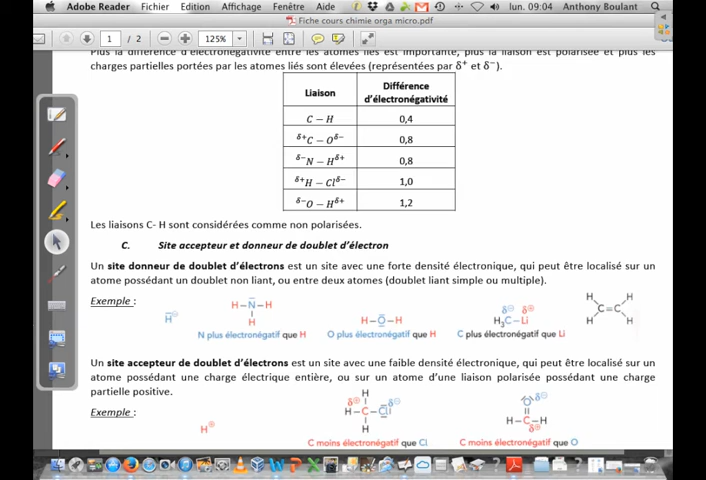 Adobe Reader Fichier Edition Affichage Fenêtre Aide lun. 09:04 Anthony Boulant
Fiche cours chimie orga micro.pdf
1 / 2 125%
Plus la différence d'électronégativité entre les atomes liés est importante, plus la liaison est polarisée et plus les
charges partielles portées par les atomes liés sont élevées (représentées par δ⁺ et δ⁻).
Liaison Différence d'électronégativité
C – H 0,4
δ+C – Oδ− 0,8
δ−N – Hδ+ 0,8
δ+H – Clδ− 1,0
δ−O – Hδ+ 1,2
Les liaisons C- H sont considérées comme non polarisées.
C. Site accepteur et donneur de doublet d'électron
Un site donneur de doublet d'électrons est un site avec une forte densité électronique, qui peut être localisé sur un
atome possédant un doublet non liant, ou entre deux atomes (doublet liant simple ou multiple).
Exemple :
H⊖ H–N–H H H–O–H δ⊖ δ⊕ H₃C–Li H H C=C H H
N plus électronégatif que H O plus électronégatif que H C plus électronégatif que Li
Un site accepteur de doublet d'électrons est un site avec une faible densité électronique, qui peut être localisé sur un
atome possédant une charge électrique entière, ou sur un atome d'une liaison polarisée possédant une charge
partielle positive.
Exemple :
H⊕ H δ⊕ δ⊖ H–C–Cl H O δ⊖ H–C–H δ⊕
C moins électronégatif que Cl C moins électronégatif que O